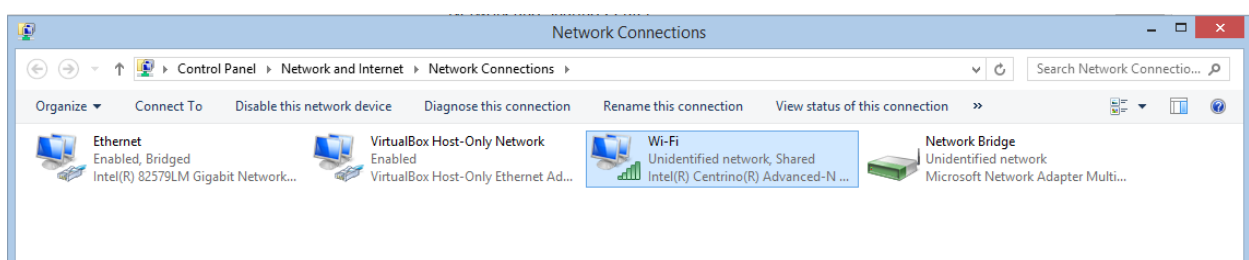 Network Connections
Control Panel Network and Internet Network Connections
Search Network Connectio...
Organize Connect To Disable this network device Diagnose this connection Rename this connection View status of this connection »
Ethernet
Enabled, Bridged
Intel(R) 82579LM Gigabit Network...
VirtualBox Host-Only Network
Enabled
VirtualBox Host-Only Ethernet Ad...
Wi-Fi
Unidentified network, Shared
Intel(R) Centrino(R) Advanced-N ...
Network Bridge
Unidentified network
Microsoft Network Adapter Multi...